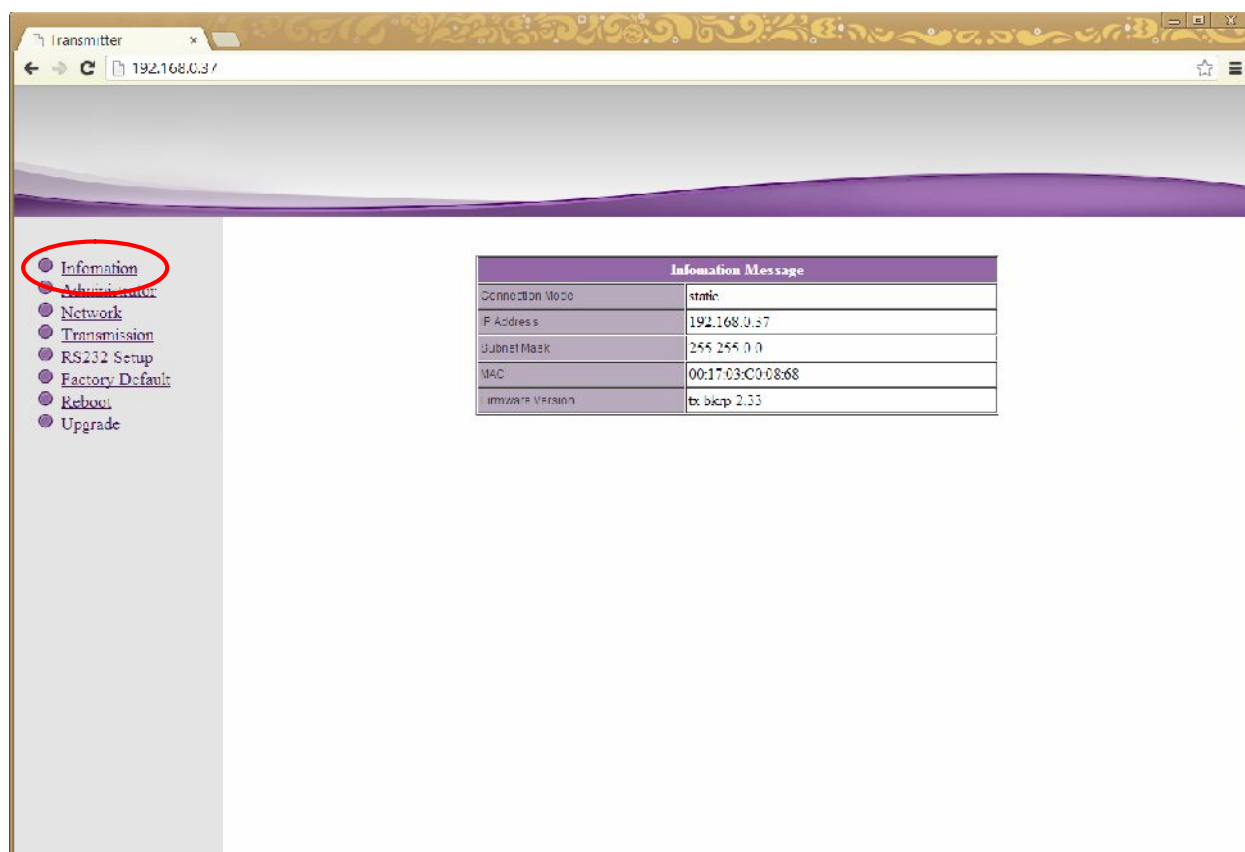 Transmitter
192.168.0.37
Infomation
Administrator
Network
Transmission
RS232 Setup
Factory Default
Reboot
Upgrade
Infomation Message
Connection Mode static
IP Address 192.168.0.37
Subnet Mask 255.255.0.0
MAC 00:17:03:C0:08:68
Firmware Version 2.33